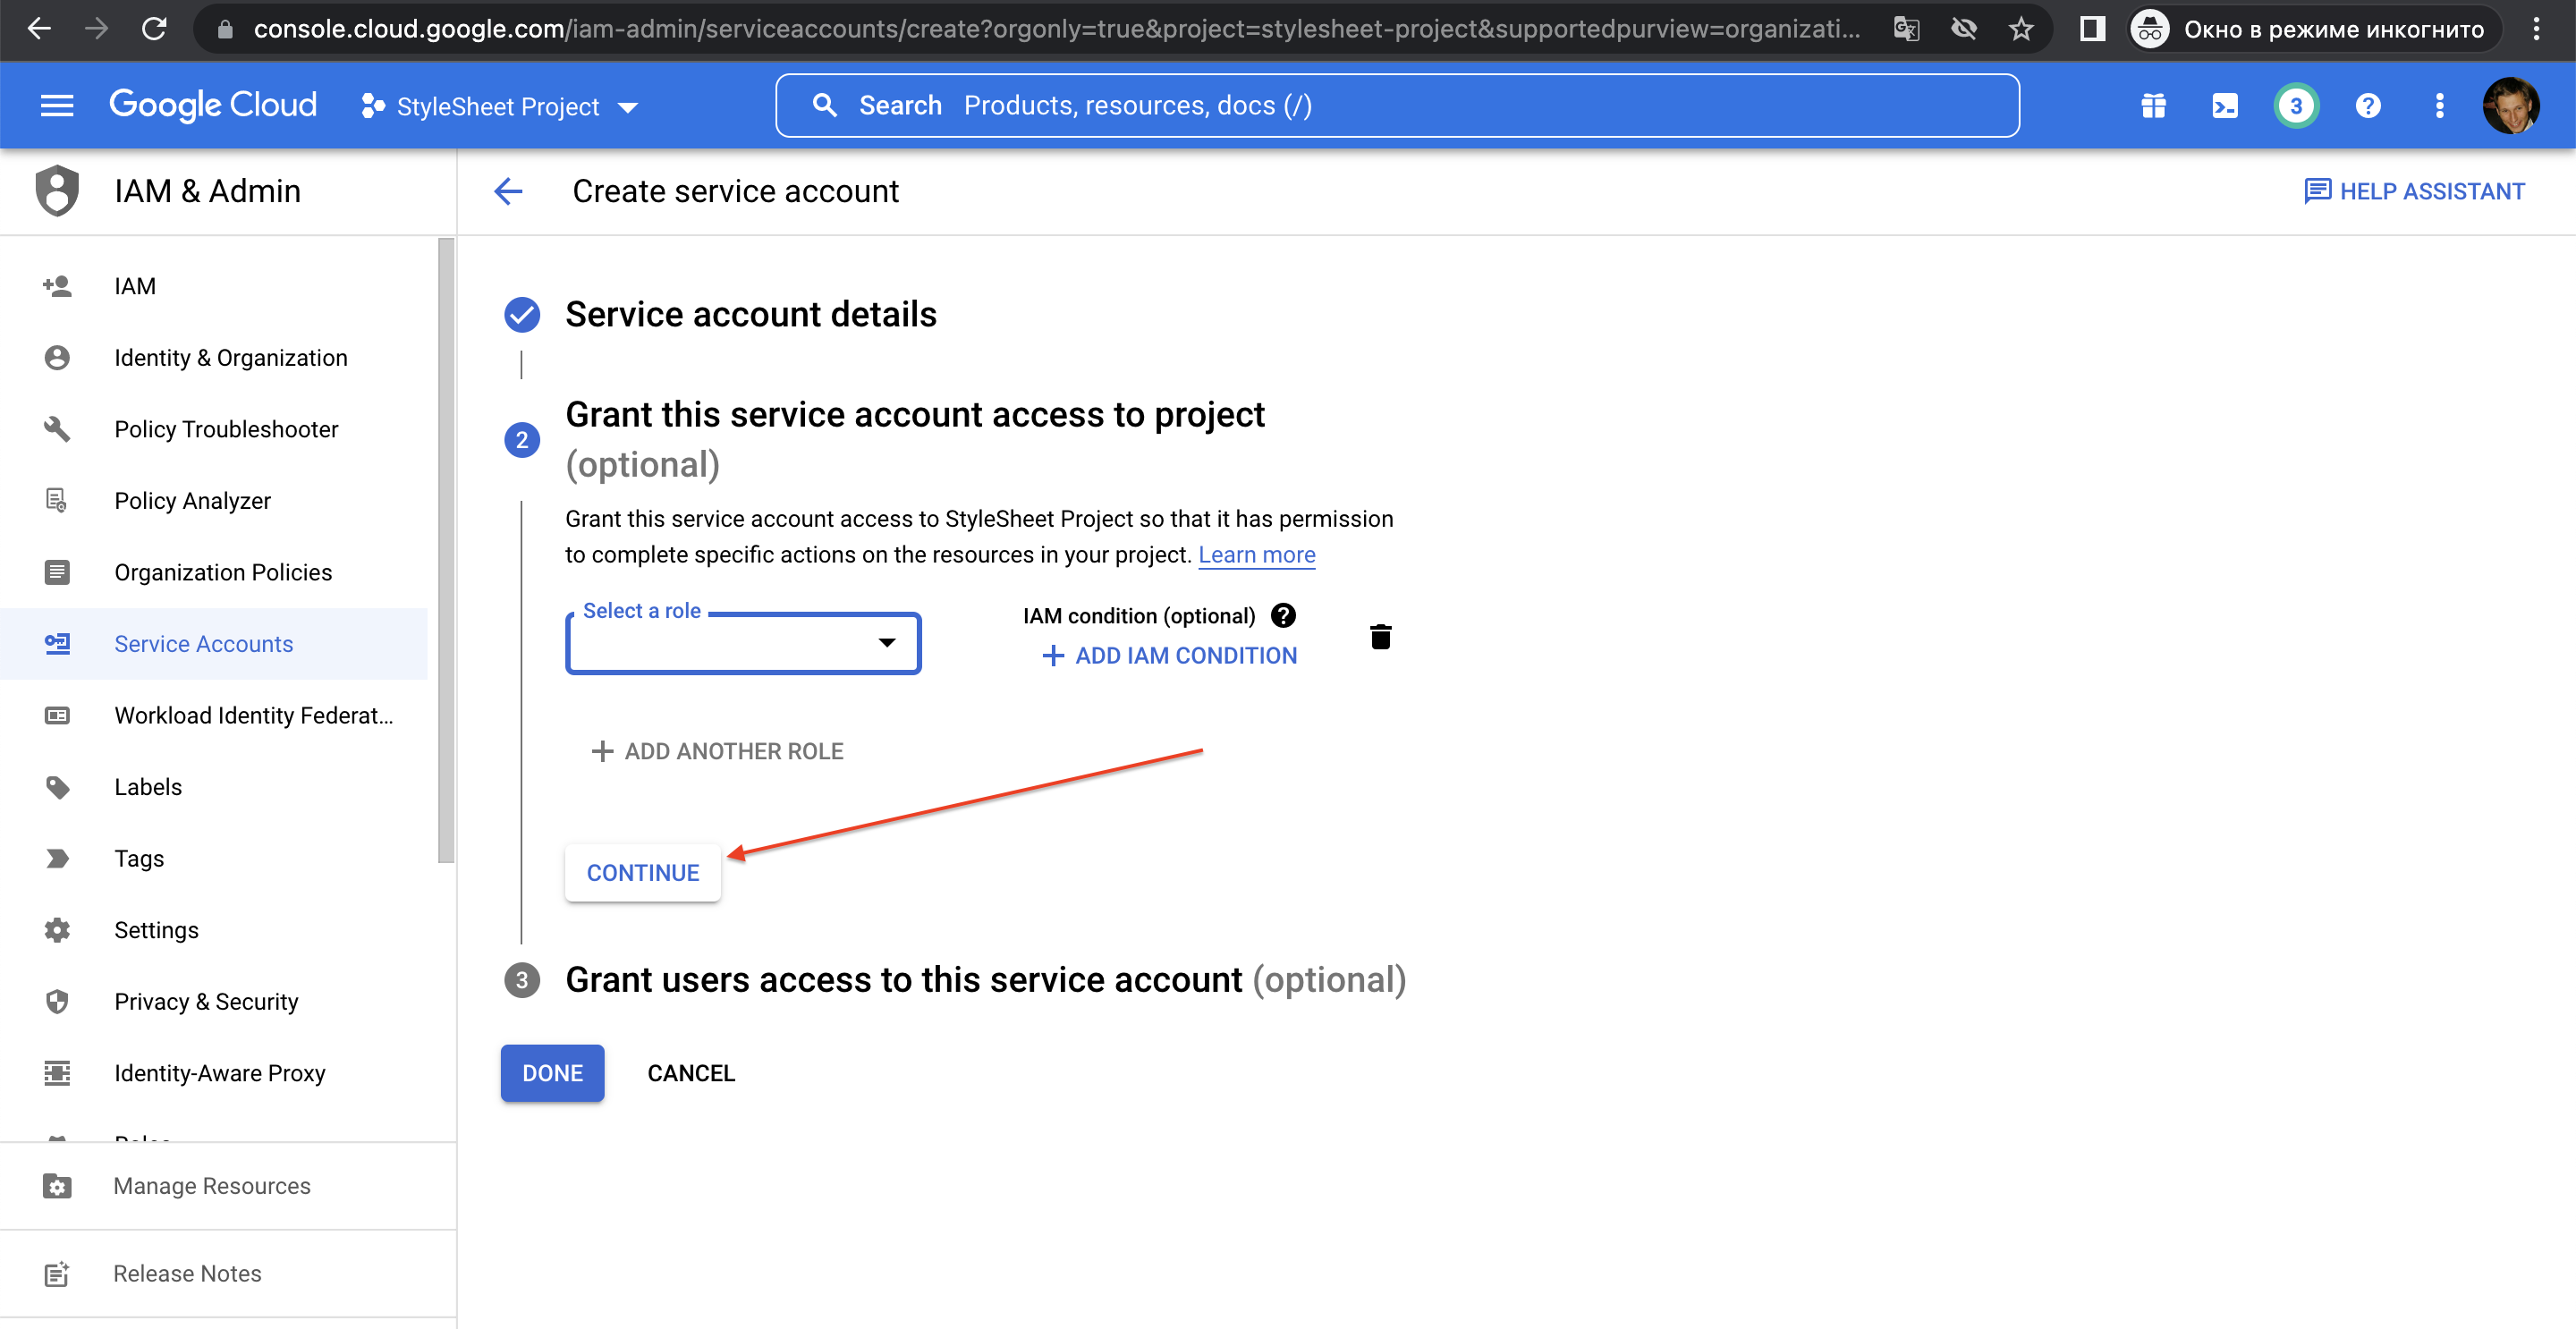 console.cloud.google.com/iam-admin/serviceaccounts/create?orgonly=true&project=stylesheet-project&supportedpurview=organizati...
Окно в режиме инкогнито
Google Cloud
StyleSheet Project
Search Products, resources, docs (/)
3
IAM & Admin
Create service account
HELP ASSISTANT
IAM
Identity & Organization
Policy Troubleshooter
Policy Analyzer
Organization Policies
Service Accounts
Workload Identity Federat...
Labels
Tags
Settings
Privacy & Security
Identity-Aware Proxy
Manage Resources
Release Notes
Service account details
2
Grant this service account access to project
(optional)
Grant this service account access to StyleSheet Project so that it has permission
to complete specific actions on the resources in your project. Learn more
Select a role
IAM condition (optional)
ADD IAM CONDITION
ADD ANOTHER ROLE
CONTINUE
3
Grant users access to this service account (optional)
DONE
CANCEL